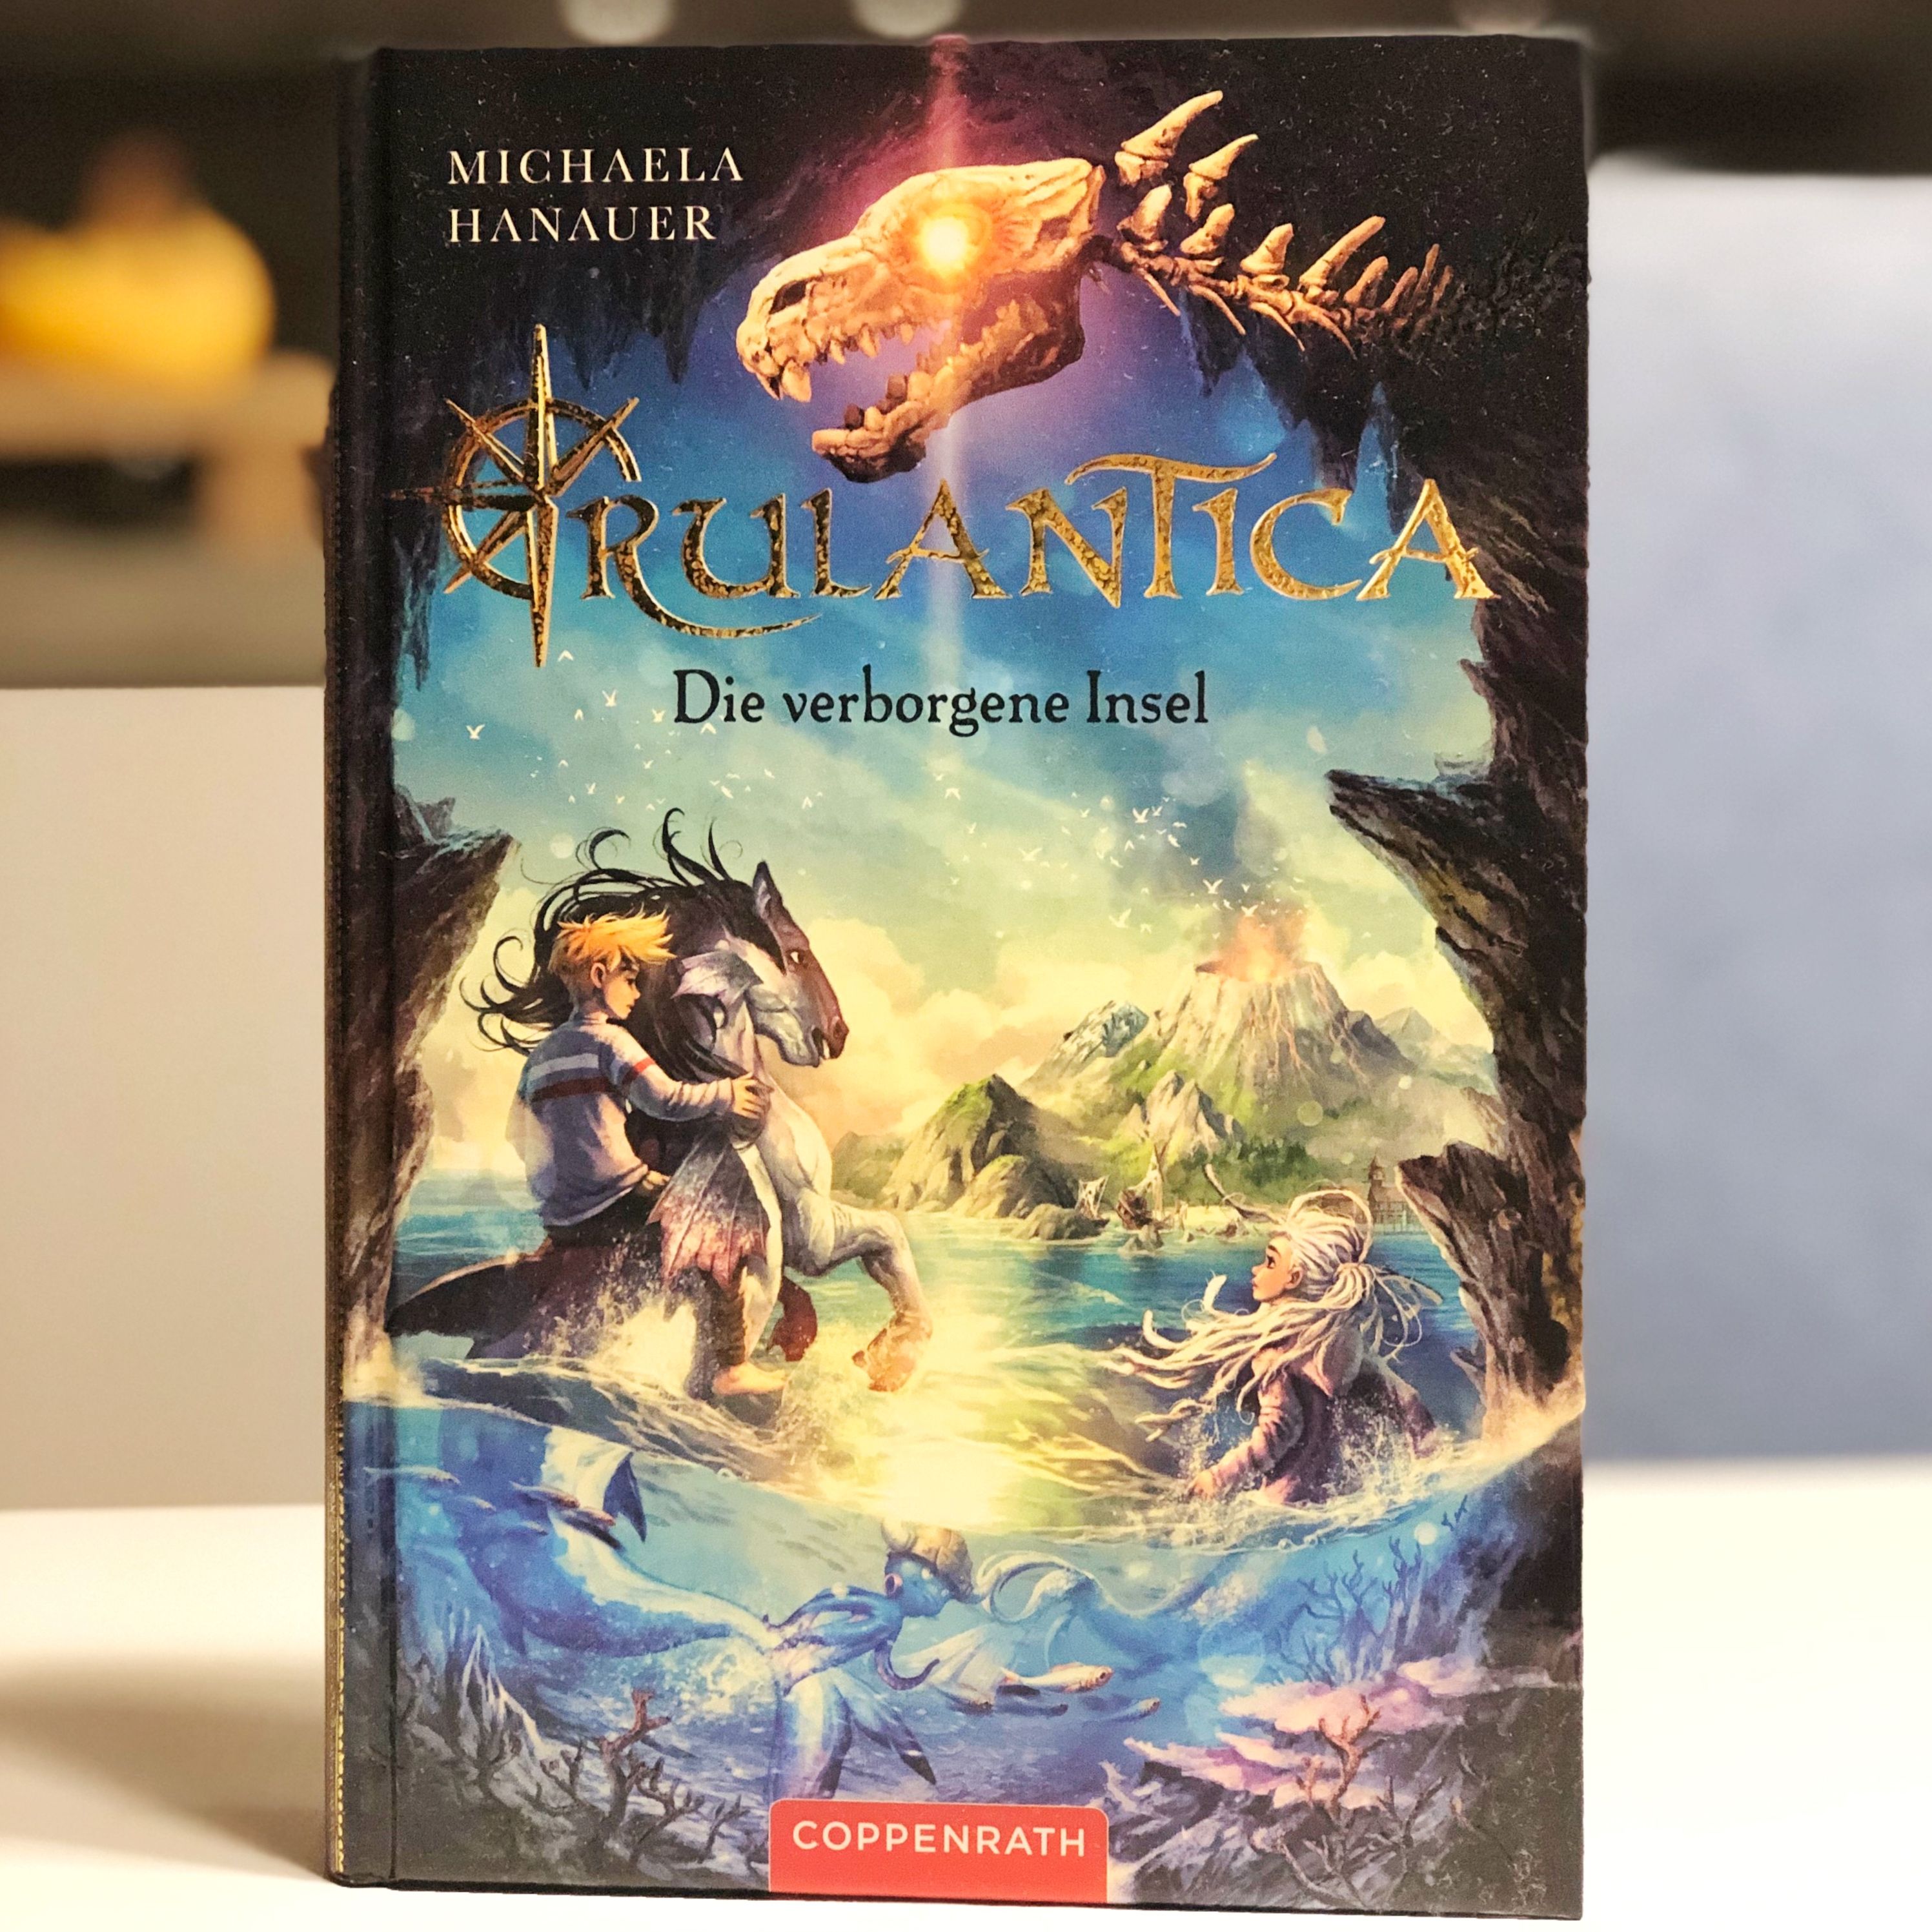 MICHAELA
HANAUER
RULANTICA
Die verborgene Insel
COPPENRATH